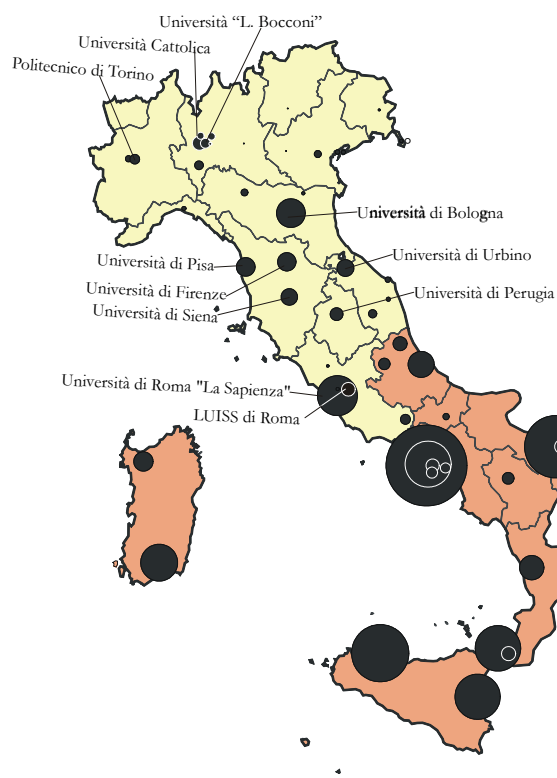 Università “L. Bocconi”
Università Cattolica
Politecnico di Torino
Università di Bologna
Università di Urbino
Università di Pisa
Università di Firenze
Università di Perugia
Università di Siena
Università di Roma "La Sapienza"
LUISS di Roma